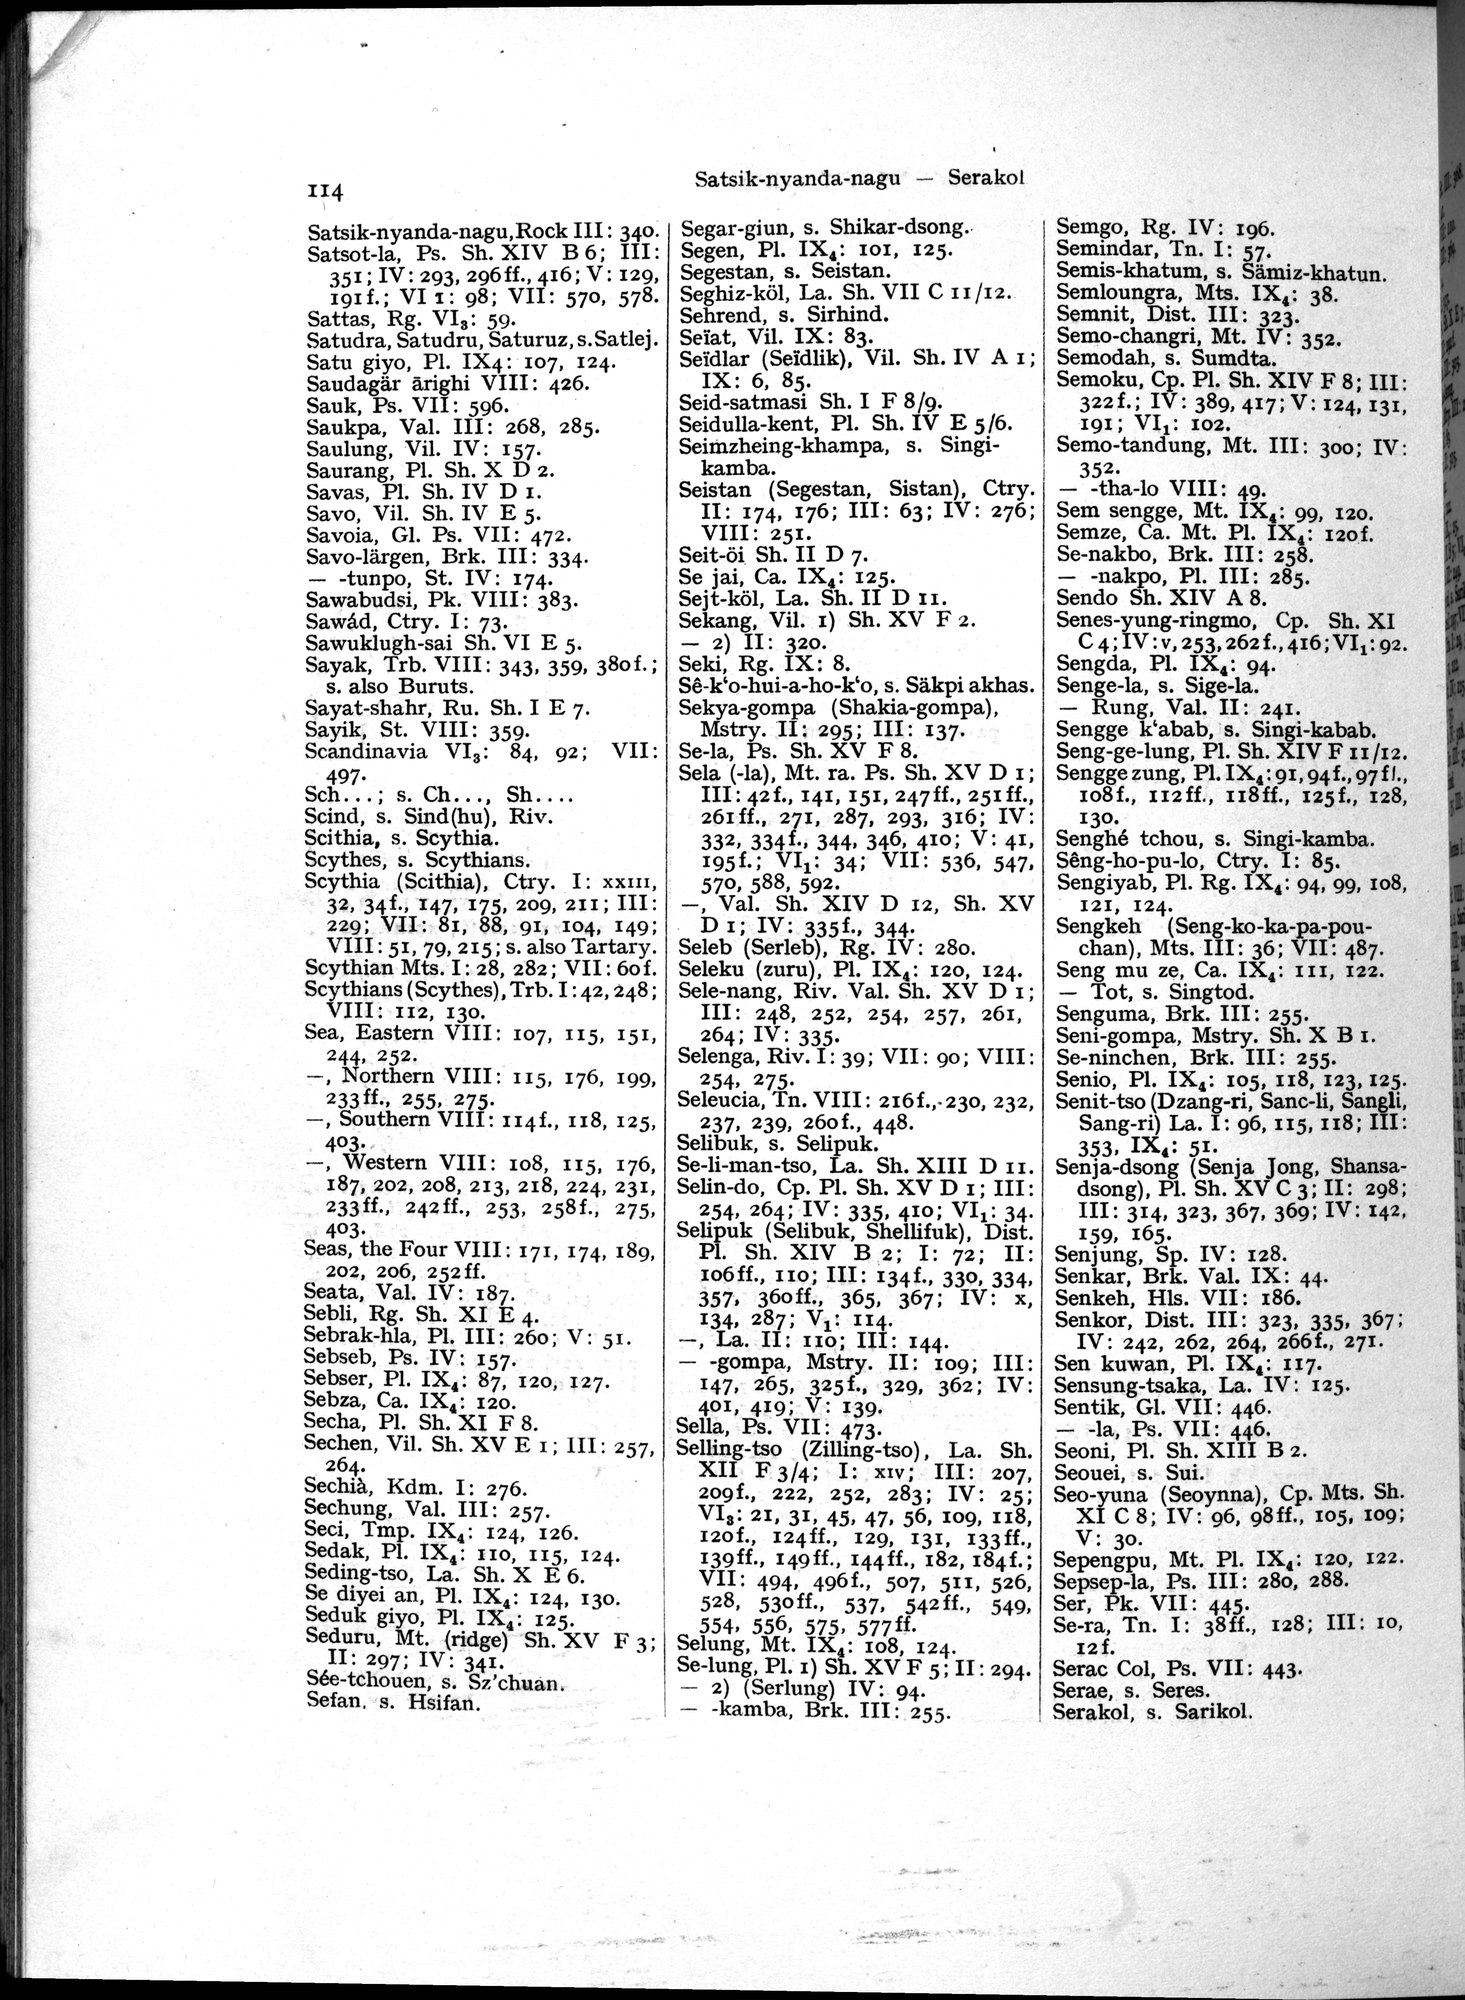 114
Satsik-nyanda-nagu — Serakol
Satsik-nyanda-nagu, Rock III: 340.
Satsot-la, Ps. Sh. XIV B 6; III:
351; IV: 293, 296 ff., 416; V: 129,
191 f.; VI 1: 98; VII: 570, 578.
Sattas, Rg. VI₃: 59.
Satudra, Satudru, Saturuz, s. Satlej.
Satu giyo, Pl. IX4: 107, 124.
Saudagär ārighi VIII: 426.
Sauk, Ps. VII: 596.
Saukpa, Val. III: 268, 285.
Saulung, Vil. IV: 157.
Saurang, Pl. Sh. X D 2.
Savas, Pl. Sh. IV D 1.
Savo, Vil. Sh. IV E 5.
Savoia, Gl. Ps. VII: 472.
Savo-lärgen, Brk. III: 334.
— -tunpo, St. IV: 174.
Sawabudsi, Pk. VIII: 383.
Sawád, Ctry. I: 73.
Sawuklugh-sai Sh. VI E 5.
Sayak, Trb. VIII: 343, 359, 380 f.;
s. also Buruts.
Sayat-shahr, Ru. Sh. I E 7.
Sayik, St. VIII: 359.
Scandinavia VI₃: 84, 92; VII:
497.
Sch...; s. Ch..., Sh....
Scind, s. Sind(hu), Riv.
Scithia, s. Scythia.
Scythes, s. Scythians.
Scythia (Scithia), Ctry. I: XXIII,
32, 34 f., 147, 175, 209, 211; III:
229; VII: 81, 88, 91, 104, 149;
VIII: 51, 79, 215; s. also Tartary.
Scythian Mts. I: 28, 282; VII: 60 f.
Scythians (Scythes), Trb. I: 42, 248;
VIII: 112, 130.
Sea, Eastern VIII: 107, 115, 151,
244, 252.
—, Northern VIII: 115, 176, 199,
233 ff., 255, 275.
—, Southern VIII: 114 f., 118, 125,
403.
—, Western VIII: 108, 115, 176,
187, 202, 208, 213, 218, 224, 231,
233 ff., 242 ff., 253, 258 f., 275,
403.
Seas, the Four VIII: 171, 174, 189,
202, 206, 252 ff.
Seata, Val. IV: 187.
Sebli, Rg. Sh. XI E 4.
Sebrak-hla, Pl. III: 260; V: 51.
Sebseb, Ps. IV: 157.
Sebser, Pl. IX₄: 87, 120, 127.
Sebza, Ca. IX₄: 120.
Secha, Pl. Sh. XI F 8.
Sechen, Vil. Sh. XV E 1; III: 257,
264.
Sechià, Kdm. I: 276.
Sechung, Val. III: 257.
Seci, Tmp. IX₄: 124, 126.
Sedak, Pl. IX₄: 110, 115, 124.
Seding-tso, La. Sh. X E 6.
Se diyei an, Pl. IX₄: 124, 130.
Seduk giyo, Pl. IX₄: 125.
Seduru, Mt. (ridge) Sh. XV F 3;
II: 297; IV: 341.
Sée-tchouen, s. Sz'chuan.
Sefan, s. Hsifan.
Segar-giun, s. Shikar-dsong.
Segen, Pl. IX₄: 101, 125.
Segestan, s. Seistan.
Seghiz-köl, La. Sh. VII C 11/12.
Sehrend, s. Sirhind.
Seïat, Vil. IX: 83.
Seïdlar (Seïdlik), Vil. Sh. IV A 1;
IX: 6, 85.
Seid-satmasi Sh. I F 8/9.
Seidulla-kent, Pl. Sh. IV E 5/6.
Seimzheing-khampa, s. Singi-
kamba.
Seistan (Segestan, Sistan), Ctry.
II: 174, 176; III: 63; IV: 276;
VIII: 251.
Seit-öi Sh. II D 7.
Se jai, Ca. IX₄: 125.
Sejt-köl, La. Sh. II D 11.
Sekang, Vil. 1) Sh. XV F 2.
— 2) II: 320.
Seki, Rg. IX: 8.
Sê-k‘o-hui-a-ho-k‘o, s. Säkpi akhas.
Sekya-gompa (Shakia-gompa),
Mstry. II: 295; III: 137.
Se-la, Ps. Sh. XV F 8.
Sela (-la), Mt. ra. Ps. Sh. XV D 1;
III: 42 f., 141, 151, 247 ff., 251 ff.,
261 ff., 271, 287, 293, 316; IV:
332, 334 f., 344, 346, 410; V: 41,
195 f.; VI₁: 34; VII: 536, 547,
570, 588, 592.
—, Val. Sh. XIV D 12, Sh. XV
D 1; IV: 335 f., 344.
Seleb (Serleb), Rg. IV: 280.
Seleku (zuru), Pl. IX₄: 120, 124.
Sele-nang, Riv. Val. Sh. XV D 1;
III: 248, 252, 254, 257, 261,
264; IV: 335.
Selenga, Riv. I: 39; VII: 90; VIII:
254, 275.
Seleucia, Tn. VIII: 216 f., 230, 232,
237, 239, 260 f., 448.
Selibuk, s. Selipuk.
Se-li-man-tso, La. Sh. XIII D 11.
Selin-do, Cp. Pl. Sh. XV D 1; III:
254, 264; IV: 335, 410; VI₁: 34.
Selipuk (Selibuk, Shellifuk), Dist.
Pl. Sh. XIV B 2; I: 72; II:
106 ff., 110; III: 134 f., 330, 334,
357, 360 ff., 365, 367; IV: X,
134, 287; V₁: 114.
—, La. II: 110; III: 144.
— -gompa, Mstry. II: 109; III:
147, 265, 325 f., 329, 362; IV:
401, 419; V: 139.
Sella, Ps. VII: 473.
Selling-tso (Zilling-tso), La. Sh.
XII F 3/4; I: XIV; III: 207,
209 f., 222, 252, 283; IV: 25;
VI₃: 21, 31, 45, 47, 56, 109, 118,
120 f., 124 ff., 129, 131, 133 ff.,
139 ff., 149 ff., 144 ff., 182, 184 f.;
VII: 494, 496 f., 507, 511, 526,
528, 530 ff., 537, 542 ff., 549,
554, 556, 575, 577 ff.
Selung, Mt. IX₄: 108, 124.
Se-lung, Pl. 1) Sh. XV F 5; II: 294.
— 2) (Serlung) IV: 94.
— -kamba, Brk. III: 255.
Semgo, Rg. IV: 196.
Semindar, Tn. I: 57.
Semis-khatum, s. Sämiz-khatun.
Semloungra, Mts. IX₄: 38.
Semnit, Dist. III: 323.
Semo-changri, Mt. IV: 352.
Semodah, s. Sumdta.
Semoku, Cp. Pl. Sh. XIV F 8; III:
322 f.; IV: 389, 417; V: 124, 131,
191; VI₁: 102.
Semo-tandung, Mt. III: 300; IV:
352.
— -tha-lo VIII: 49.
Sem sengge, Mt. IX₄: 99, 120.
Semze, Ca. Mt. Pl. IX₄: 120 f.
Se-nakbo, Brk. III: 258.
— -nakpo, Pl. III: 285.
Sendo Sh. XIV A 8.
Senes-yung-ringmo, Cp. Sh. XI
C 4; IV: V, 253, 262 f., 416; VI₁: 92.
Sengda, Pl. IX₄: 94.
Senge-la, s. Sige-la.
— Rung, Val. II: 241.
Sengge k‘abab, s. Singi-kabab.
Seng-ge-lung, Pl. Sh. XIV F 11/12.
Sengge zung, Pl. IX₄: 91, 94 f., 97 ff.,
108 f., 112 ff., 118 ff., 125 f., 128,
130.
Senghé tchou, s. Singi-kamba.
Sêng-ho-pu-lo, Ctry. I: 85.
Sengiyab, Pl. Rg. IX₄: 94, 99, 108,
121, 124.
Sengkeh (Seng-ko-ka-pa-pou-
chan), Mts. III: 36; VII: 487.
Seng mu ze, Ca. IX₄: 111, 122.
— Tot, s. Singtod.
Senguma, Brk. III: 255.
Seni-gompa, Mstry. Sh. X B 1.
Se-ninchen, Brk. III: 255.
Senio, Pl. IX₄: 105, 118, 123, 125.
Senit-tso (Dzang-ri, Sanc-li, Sangli,
Sang-ri) La. I: 96, 115, 118; III:
353, IX₄: 51.
Senja-dsong (Senja Jong, Shansa-
dsong), Pl. Sh. XV C 3; II: 298;
III: 314, 323, 367, 369; IV: 142,
159, 165.
Senjung, Sp. IV: 128.
Senkar, Brk. Val. IX: 44.
Senkeh, Hls. VII: 186.
Senkor, Dist. III: 323, 335, 367;
IV: 242, 262, 264, 266 f., 271.
Sen kuwan, Pl. IX₄: 117.
Sensung-tsaka, La. IV: 125.
Sentik, Gl. VII: 446.
— -la, Ps. VII: 446.
Seoni, Pl. Sh. XIII B 2.
Seouei, s. Sui.
Seo-yuna (Seoynna), Cp. Mts. Sh.
XI C 8; IV: 96, 98 ff., 105, 109;
V: 30.
Sepengpu, Mt. Pl. IX₄: 120, 122.
Sepsep-la, Ps. III: 280, 288.
Ser, Pk. VII: 445.
Se-ra, Tn. I: 38 ff., 128; III: 10,
12 f.
Serac Col, Ps. VII: 443.
Serae, s. Seres.
Serakol, s. Sarikol.